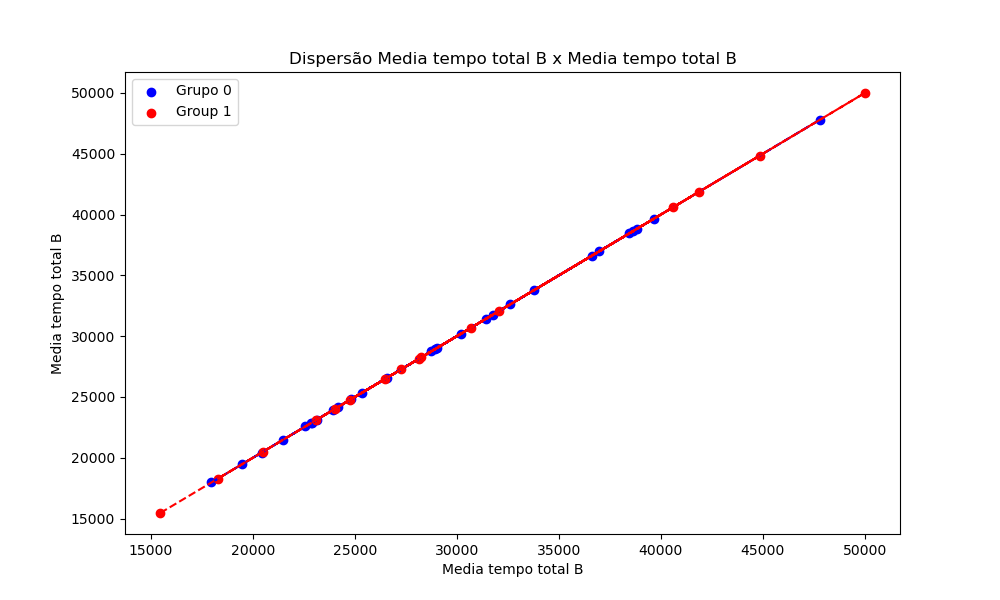 Dispersão Media tempo total B x Media tempo total B
Grupo 0
Group 1
50000
45000
40000
35000
30000
25000
20000
15000
Media tempo total B
15000 20000 25000 30000 35000 40000 45000 50000
Media tempo total B